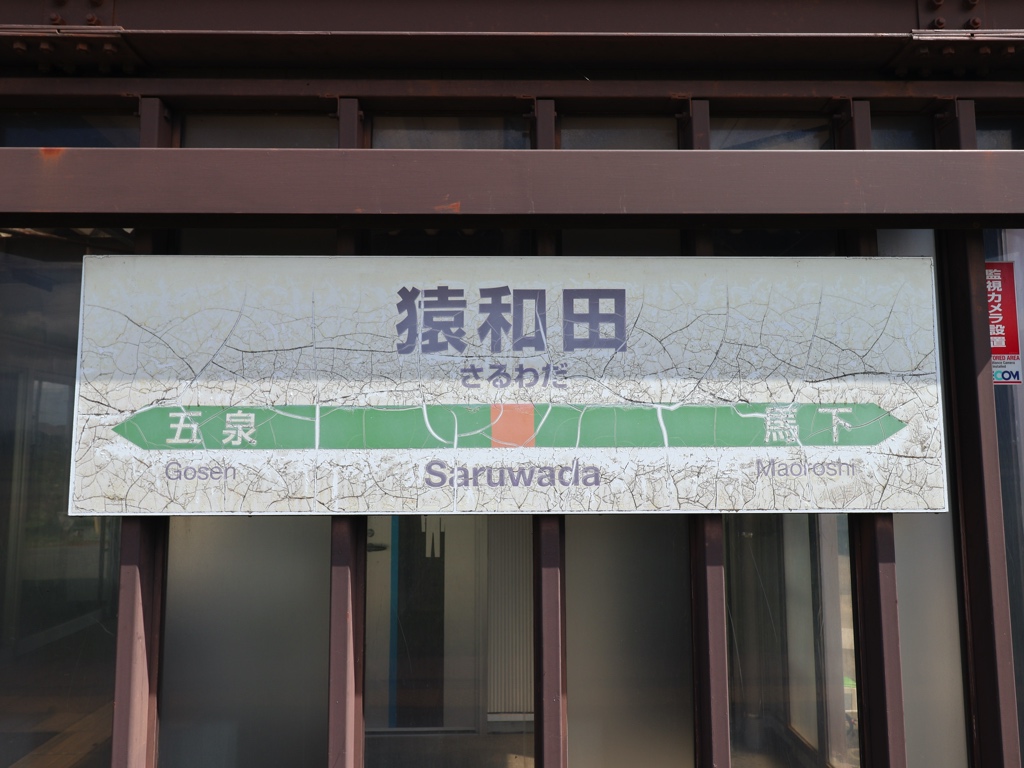 猿和田
さるわだ
五泉
馬下
Gosen
Saruwada
Maoiroshi
監視カメラ設置